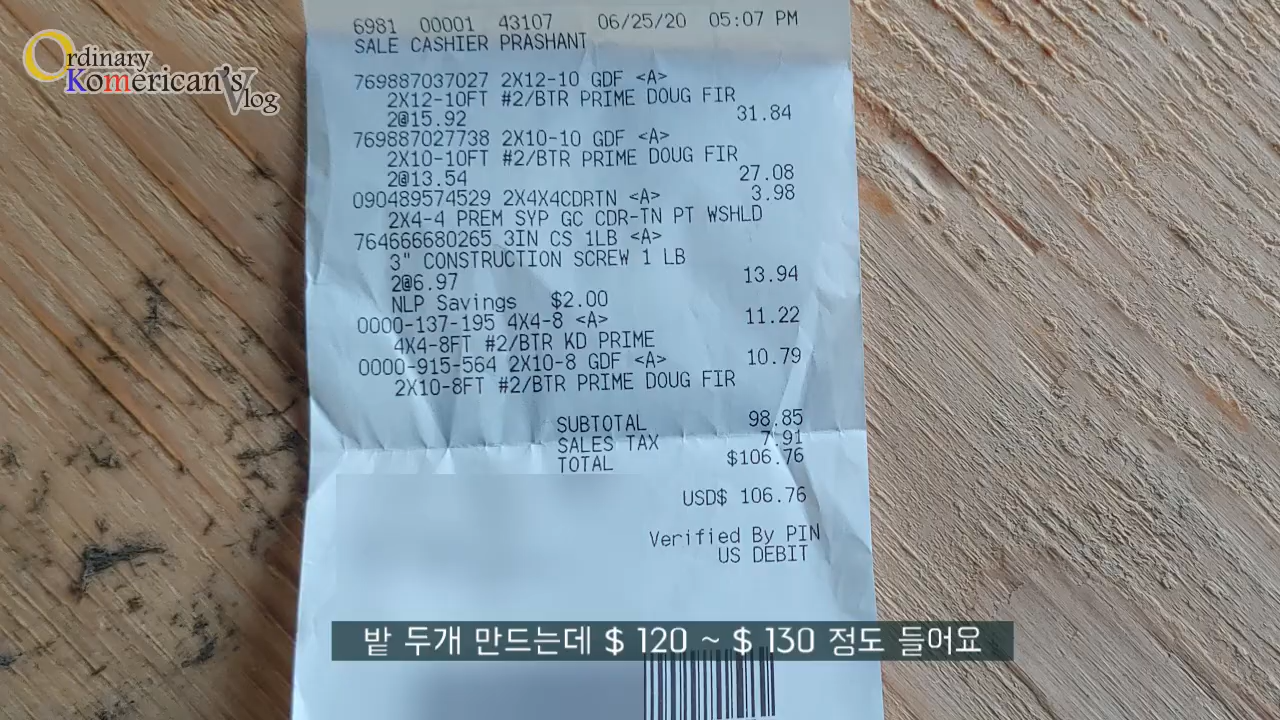 Ordinary
Komerican's
Vlog
6981 00001 43107 06/25/20 05:07 PM
SALE CASHIER PRASHANT
769887037027 2X12-10 GDF <A>
2X12-10FT #2/BTR PRIME DOUG FIR
2@15.92 31.84
769887027738 2X10-10 GDF <A>
2X10-10FT #2/BTR PRIME DOUG FIR
2@13.54 27.08
090489574529 2X4X4CDRTN <A> 3.98
2X4-4 PREM SYP GC CDR-TN PT WSHLD
764666680265 3IN CS 1LB <A>
3" CONSTRUCTION SCREW 1 LB
2@6.97 13.94
NLP Savings $2.00
0000-137-195 4X4-8 <A> 11.22
4X4-8FT #2/BTR KD PRIME
0000-915-564 2X10-8 GDF <A> 10.79
2X10-8FT #2/BTR PRIME DOUG FIR
SUBTOTAL 98.85
SALES TAX 7.91
TOTAL $106.76
USD$ 106.76
Verified By PIN
US DEBIT
밭 두개 만드는데 $ 120 ~ $ 130 정도 들어요